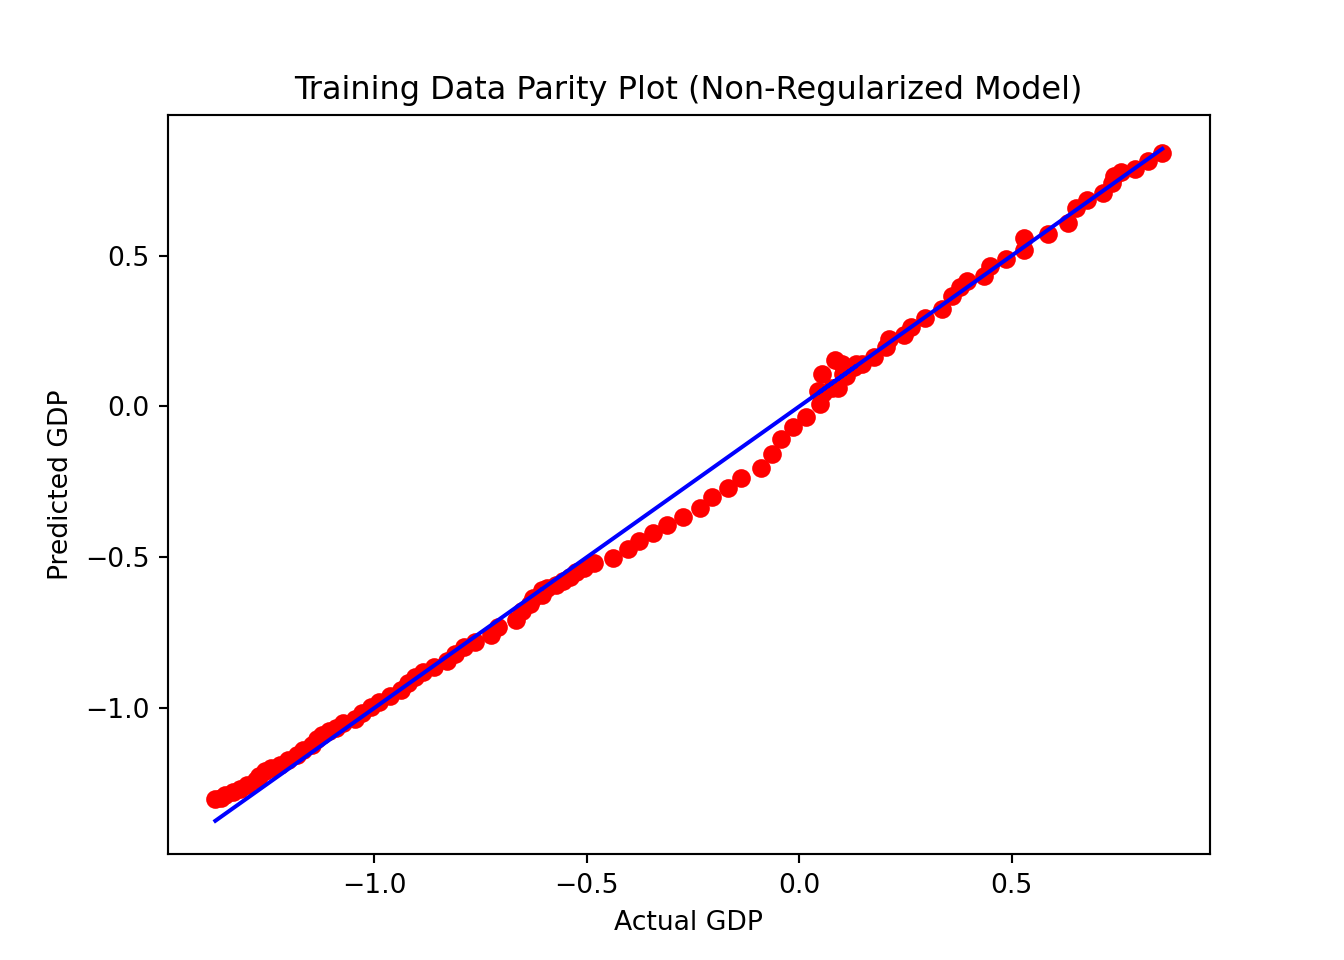 Training Data Parity Plot (Non-Regularized Model)
0.5
0.0
−0.5
−1.0
Predicted GDP
−1.0 −0.5 0.0 0.5
Actual GDP